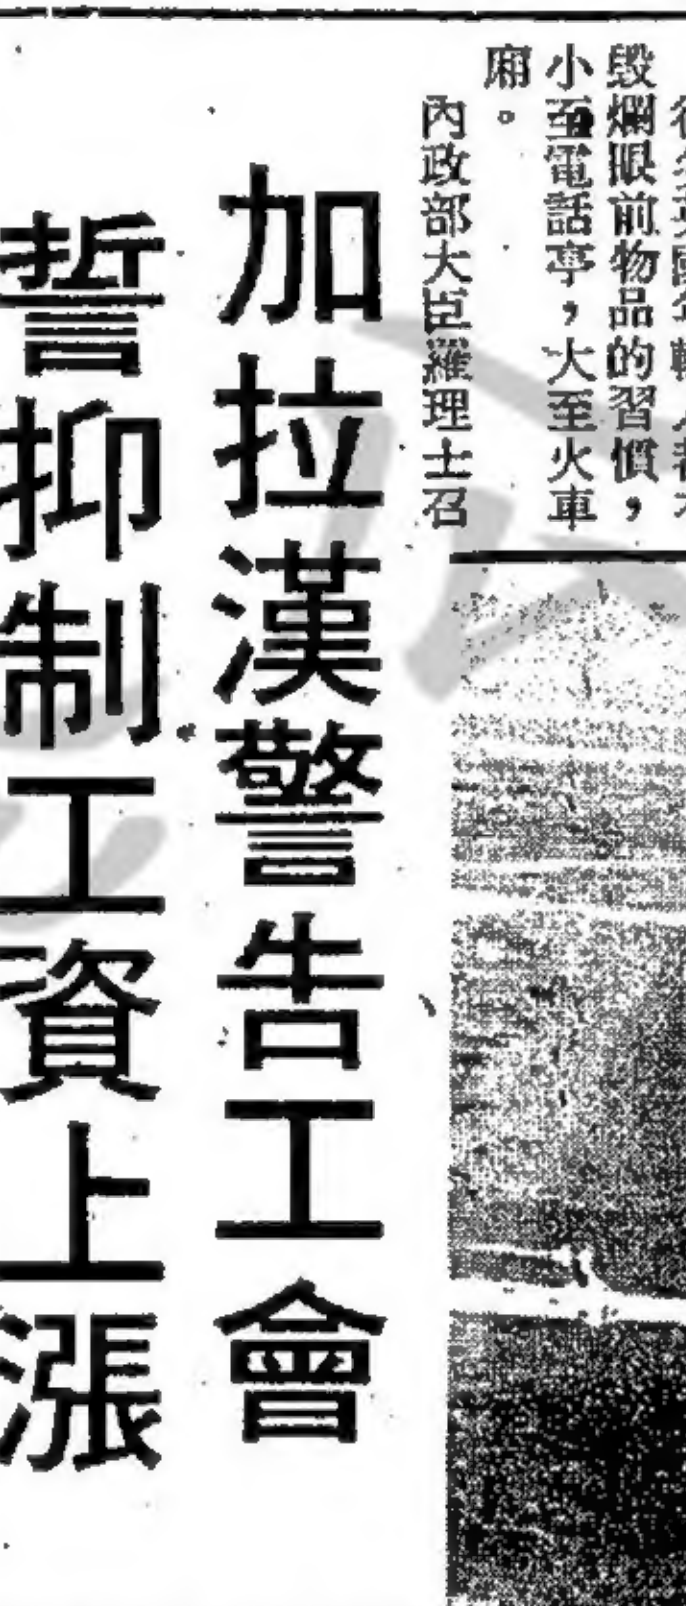 毀爛眼前物品的習慣，
小至電話亭，大至火車
廂。
內政部大臣羅理士召
加拉漢警告工會
誓抑制工資上漲